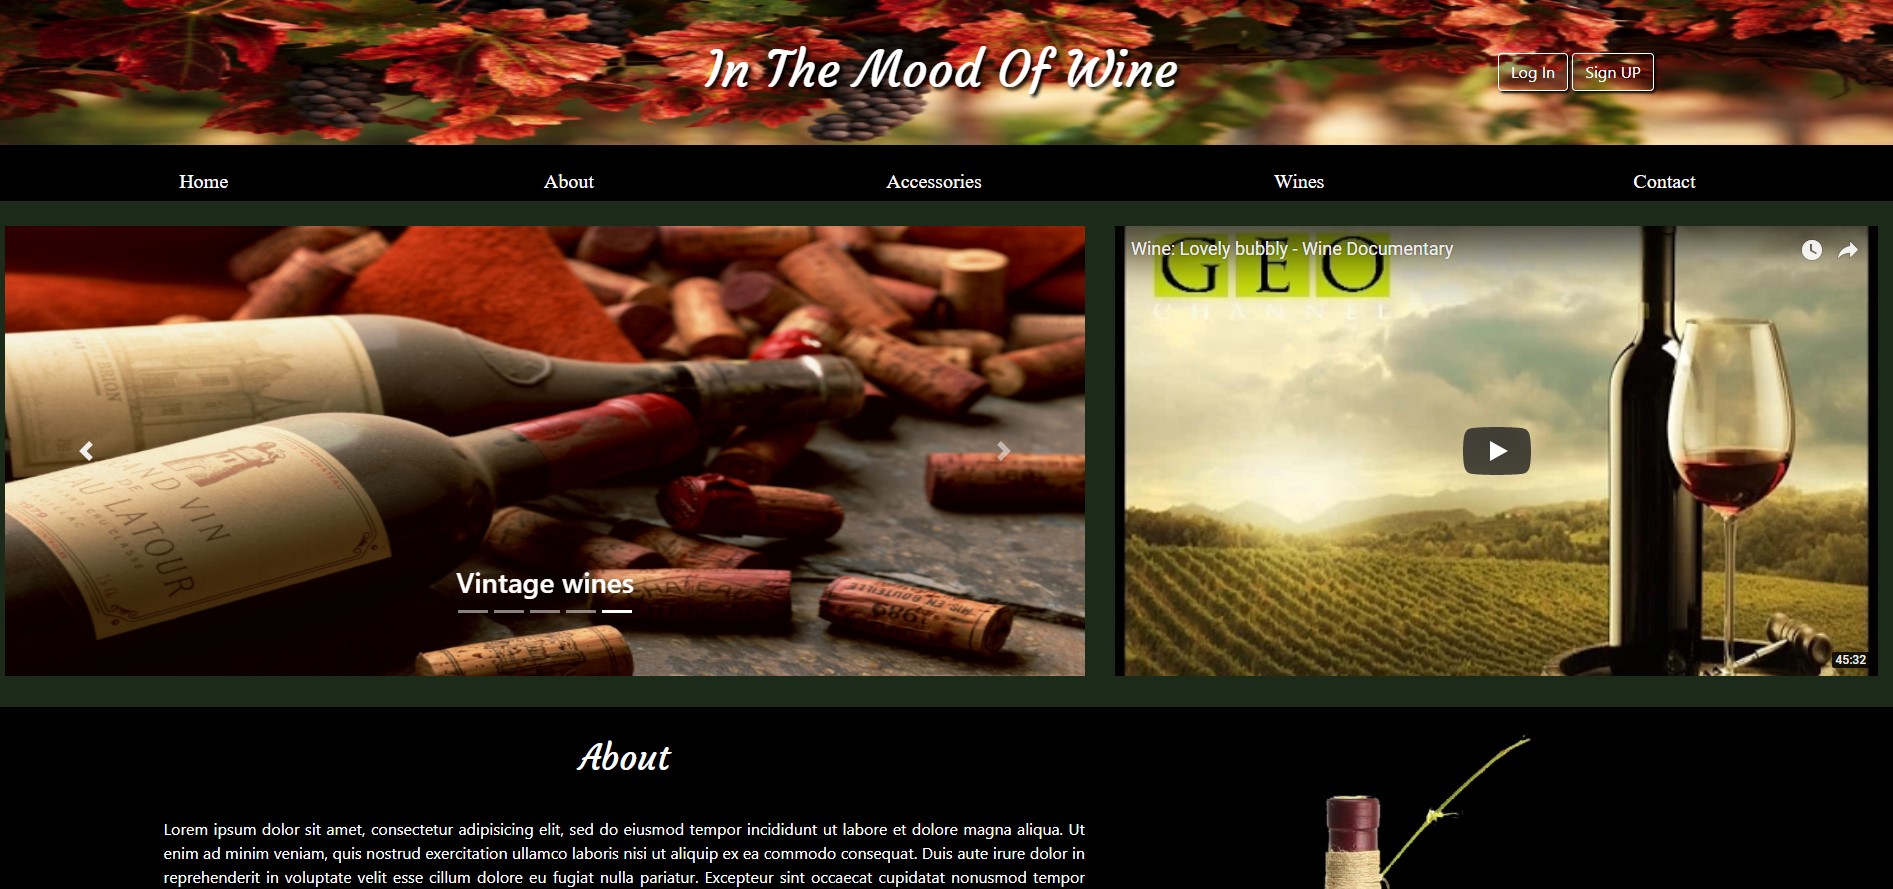 In The Mood Of Wine
Log In
Sign UP
Home
About
Accessories
Wines
Contact
GRAND VIN
DE
LATOUR
Vintage wines
Wine: Lovely bubbly - Wine Documentary
GEO
CHANNEL
45:32
About
Lorem ipsum dolor sit amet, consectetur adipisicing elit, sed do eiusmod tempor incididunt ut labore et dolore magna aliqua. Ut
enim ad minim veniam, quis nostrud exercitation ullamco laboris nisi ut aliquip ex ea commodo consequat. Duis aute irure dolor in
reprehenderit in voluptate velit esse cillum dolore eu fugiat nulla pariatur. Excepteur sint occaecat cupidatat nonusmod tempor